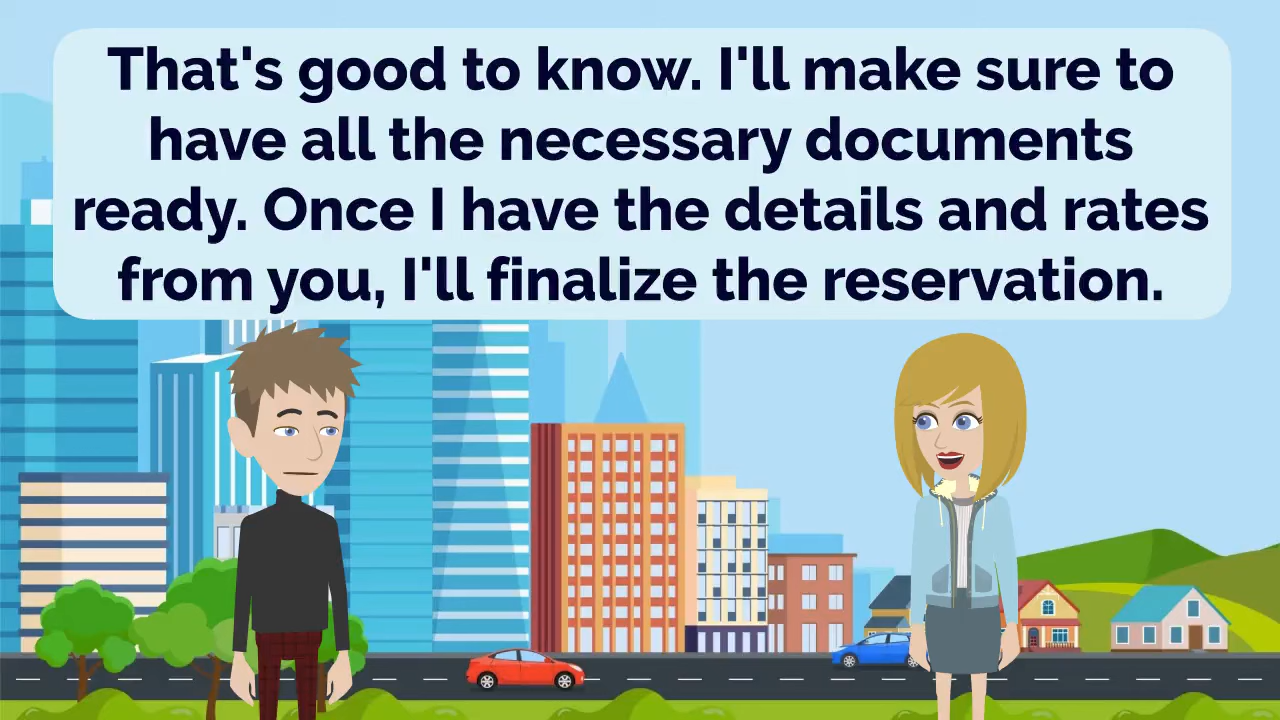 That's good to know. I'll make sure to
have all the necessary documents
ready. Once I have the details and rates
from you, I'll finalize the reservation.